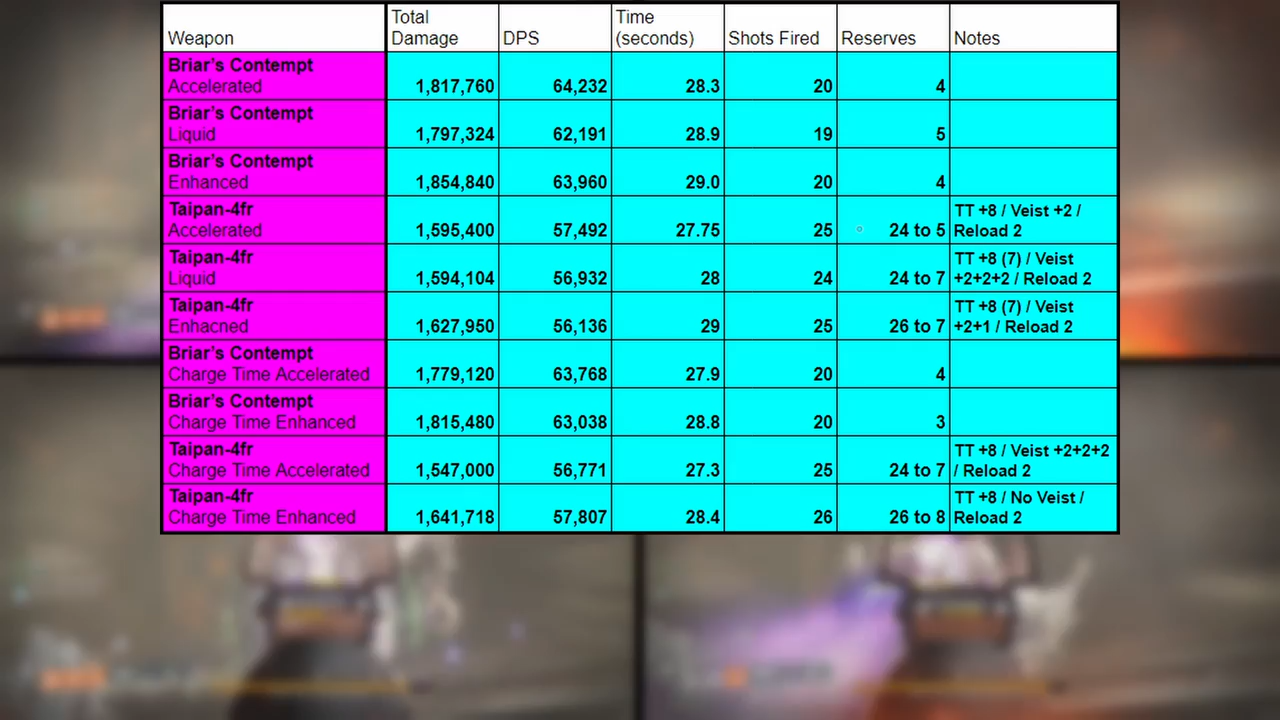 Weapon Total Damage DPS Time (seconds) Shots Fired Reserves Notes
Briar's Contempt
Accelerated 1,817,760 64,232 28.3 20 4
Briar's Contempt
Liquid 1,797,324 62,191 28.9 19 5
Briar's Contempt
Enhanced 1,854,840 63,960 29.0 20 4
Taipan-4fr TT +8 / Veist +2 /
Accelerated 1,595,400 57,492 27.75 25 24 to 5 Reload 2
Taipan-4fr TT +8 (7) / Veist
Liquid 1,594,104 56,932 28 24 24 to 7 +2+2+2 / Reload 2
Taipan-4fr TT +8 (7) / Veist
Enhacned 1,627,950 56,136 29 25 26 to 7 +2+1 / Reload 2
Briar's Contempt
Charge Time Accelerated 1,779,120 63,768 27.9 20 4
Briar's Contempt
Charge Time Enhanced 1,815,480 63,038 28.8 20 3
Taipan-4fr TT +8 / Veist +2+2+2
Charge Time Accelerated 1,547,000 56,771 27.3 25 24 to 7 / Reload 2
Taipan-4fr TT +8 / No Veist /
Charge Time Enhanced 1,641,718 57,807 28.4 26 26 to 8 Reload 2